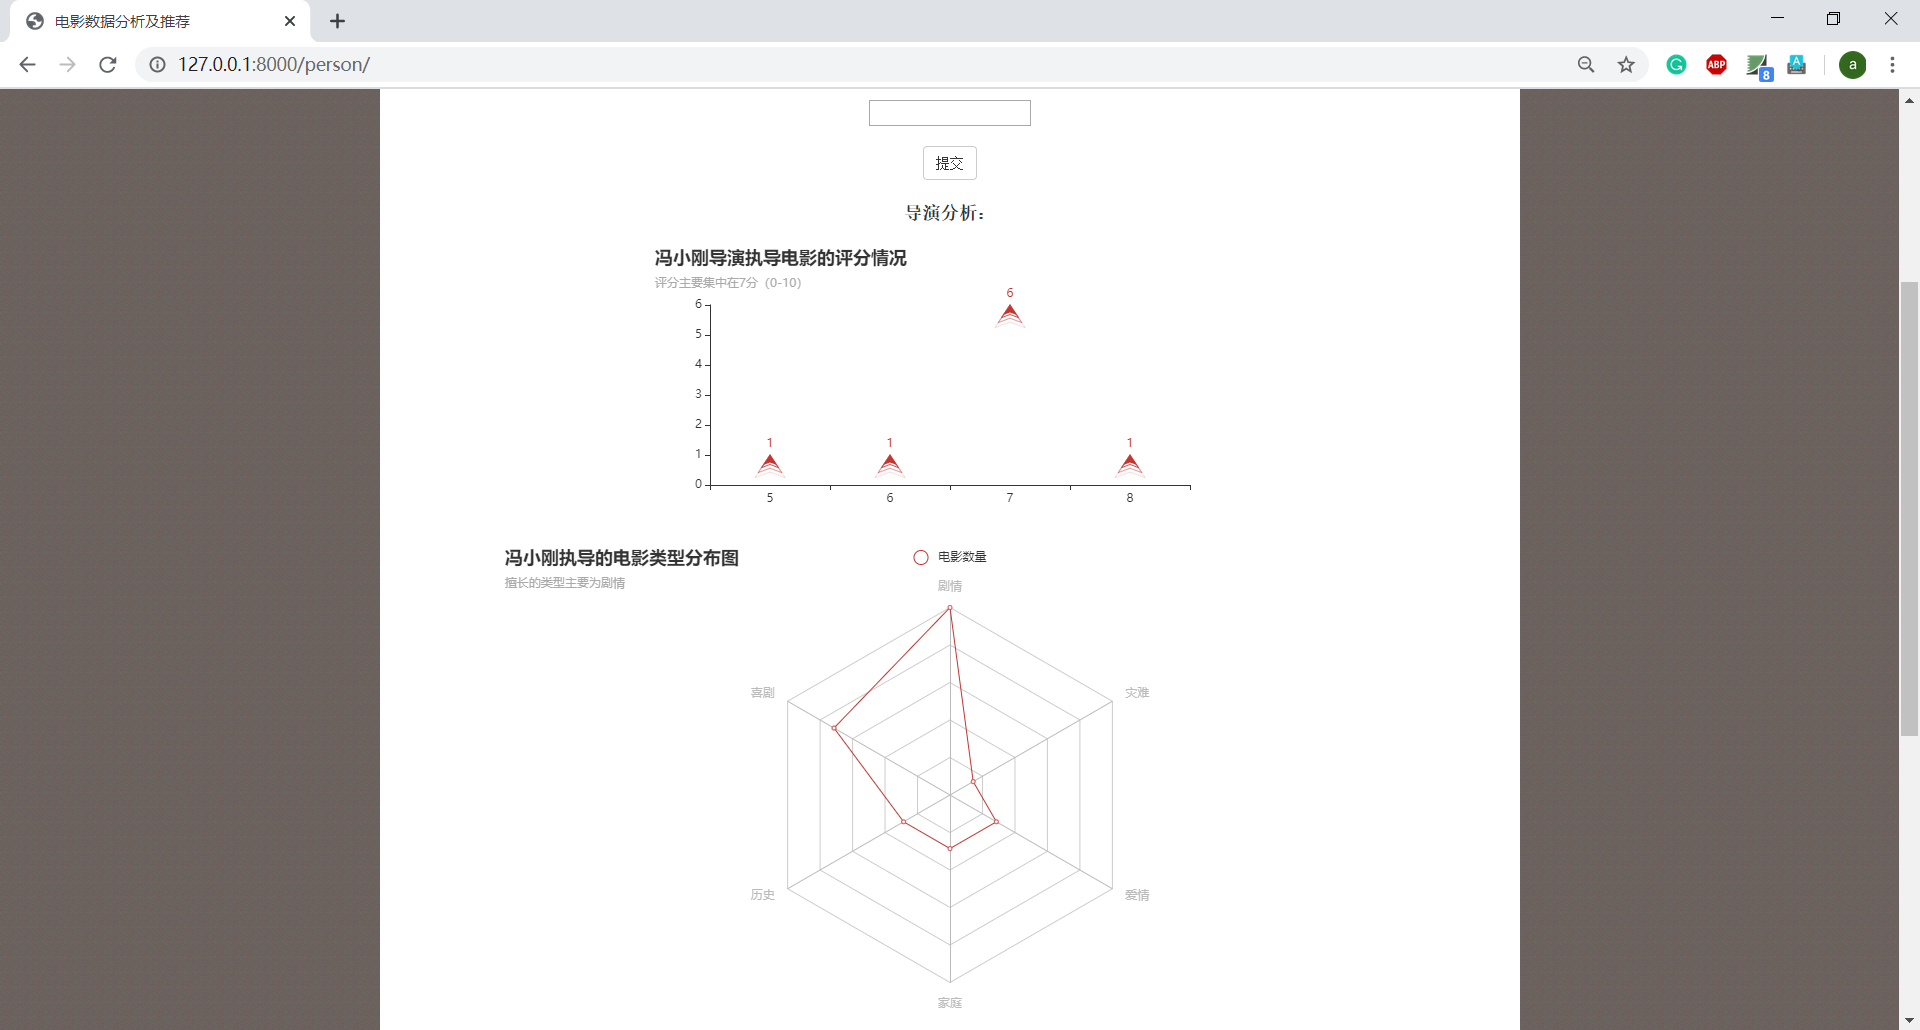 电影数据分析及推荐
127.0.0.1:8000/person/
ABP
8
A
a
提交
导演分析：
冯小刚导演执导电影的评分情况
评分主要集中在7分 (0-10)
6
6
5
4
3
2
1
1
1
1
0
5
6
7
8
冯小刚执导的电影类型分布图
电影数量
擅长的类型主要为剧情
剧情
喜剧
灾难
历史
爱情
家庭